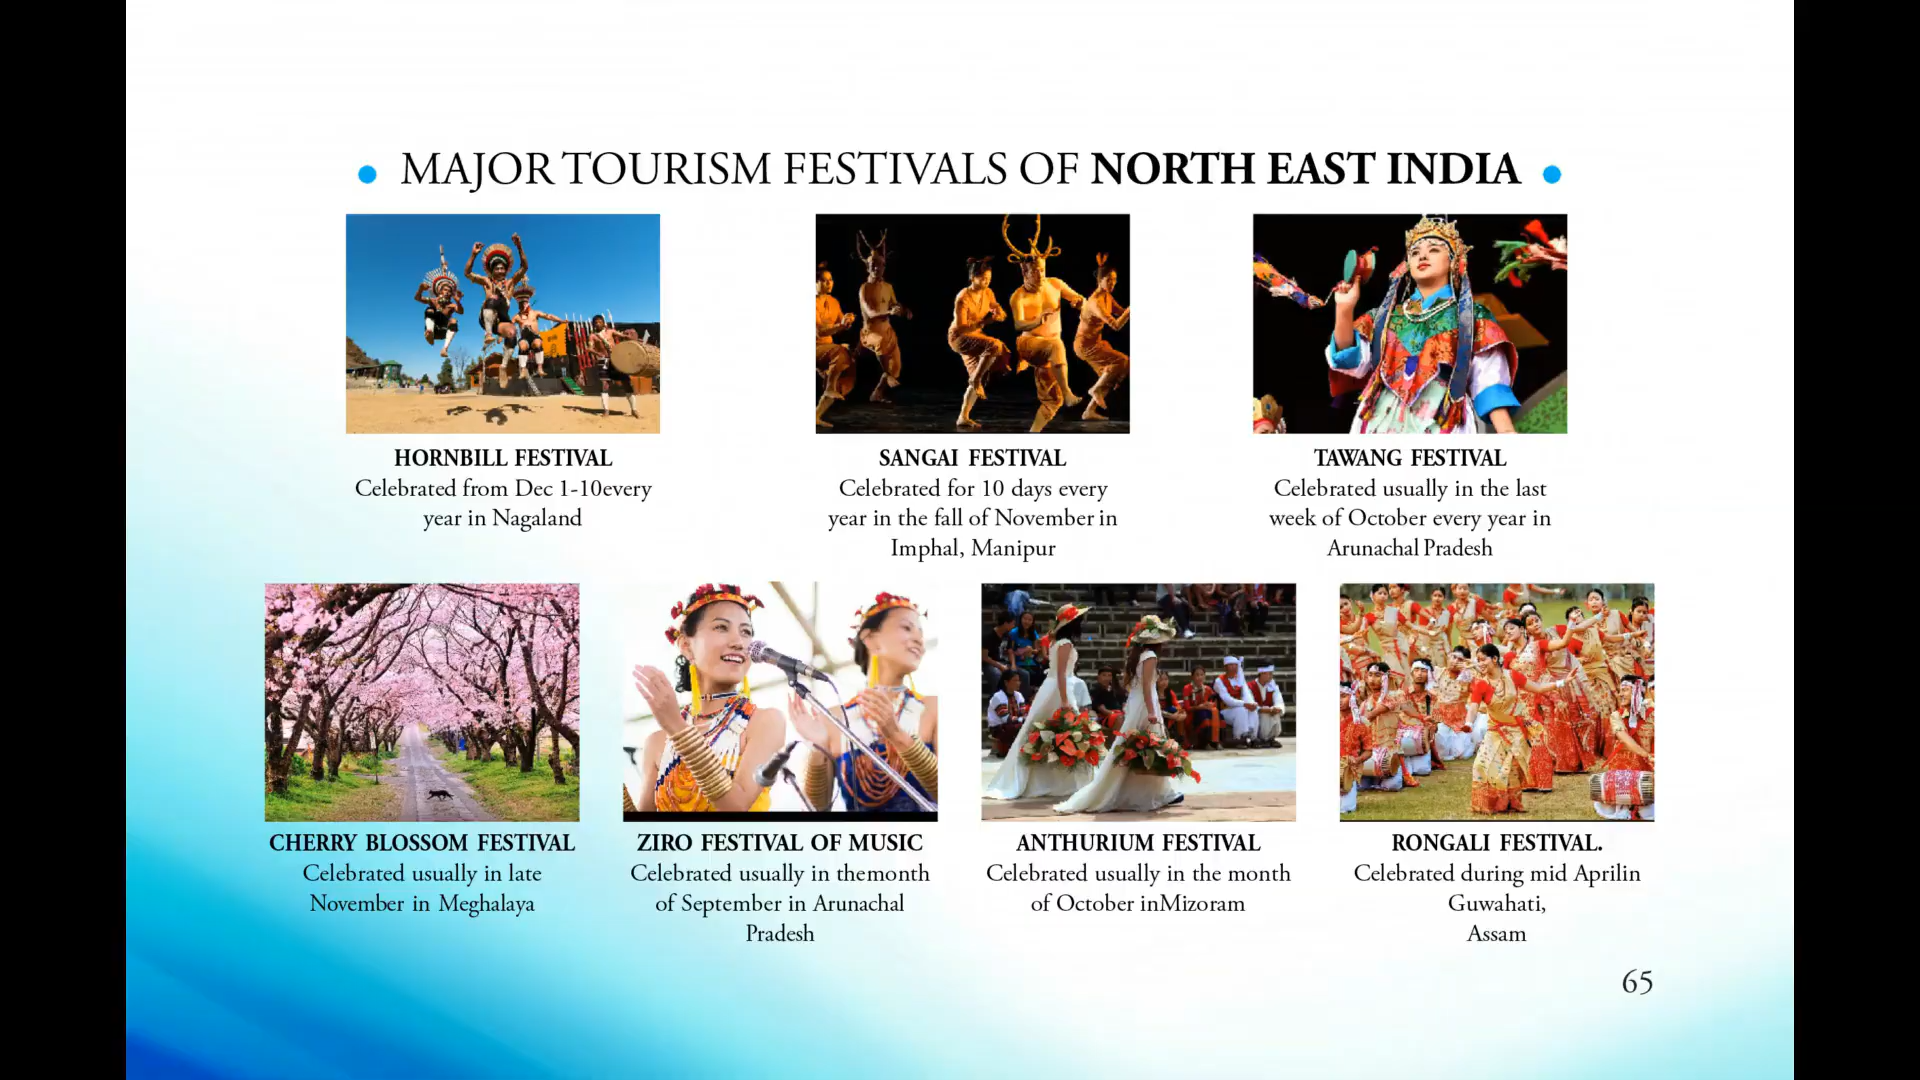 MAJOR TOURISM FESTIVALS OF NORTH EAST INDIA
HORNBILL FESTIVAL
Celebrated from Dec 1-10every
year in Nagaland
SANGAI FESTIVAL
Celebrated for 10 days every
year in the fall of November in
Imphal, Manipur
TAWANG FESTIVAL
Celebrated usually in the last
week of October every year in
Arunachal Pradesh
CHERRY BLOSSOM FESTIVAL
Celebrated usually in late
November in Meghalaya
ZIRO FESTIVAL OF MUSIC
Celebrated usually in themonth
of September in Arunachal
Pradesh
ANTHURIUM FESTIVAL
Celebrated usually in the month
of October inMizoram
RONGALI FESTIVAL.
Celebrated during mid Aprilin
Guwahati,
Assam
65